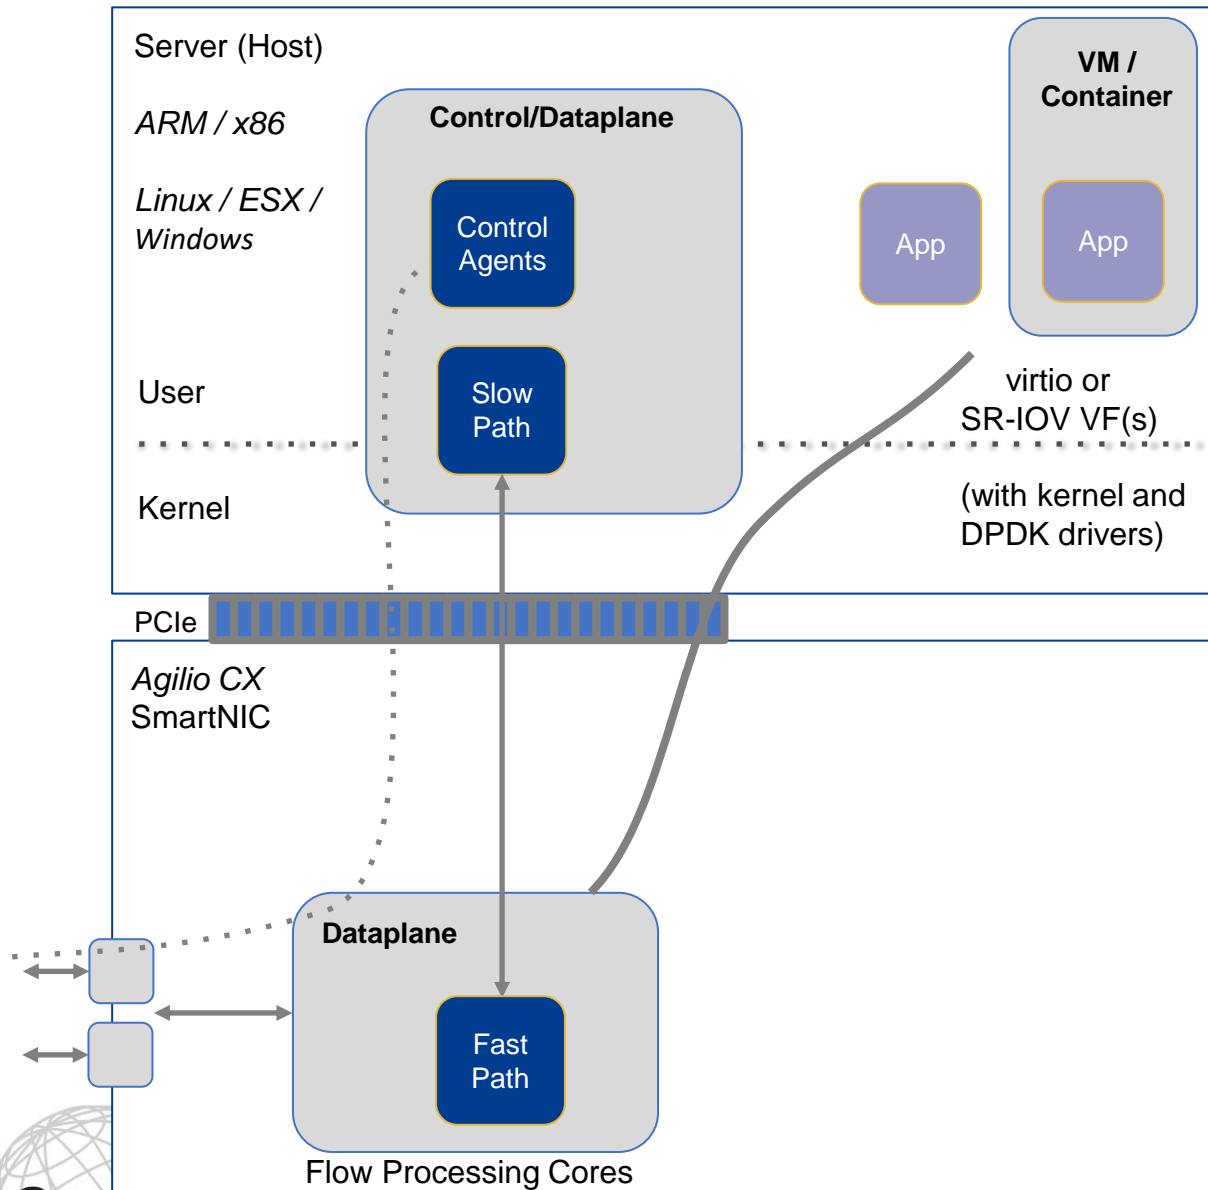 Server (Host)
ARM / x86
Linux / ESX /
Windows
User
Kernel
Control/Dataplane
Control
Agents
Slow
Path
App
VM /
Container
App
virtio or
SR-IOV VF(s)
(with kernel and
DPDK drivers)
PCIe
Agilio CX
SmartNIC
Dataplane
Fast
Path
Flow Processing Cores